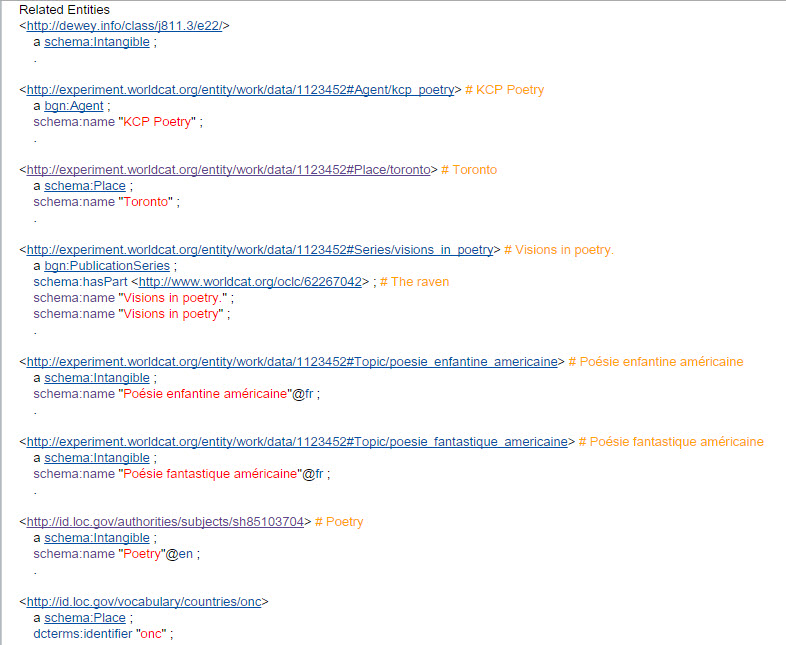 Related Entities
<http://dewey.info/class/j811.3/e22/>
a schema:Intangible ;
.
<http://experiment.worldcat.org/entity/work/data/1123452#Agent/kcp_poetry> # KCP Poetry
a bgn:Agent ;
schema:name "KCP Poetry" ;
.
<http://experiment.worldcat.org/entity/work/data/1123452#Place/toronto> # Toronto
a schema:Place ;
schema:name "Toronto" ;
.
<http://experiment.worldcat.org/entity/work/data/1123452#Series/visions_in_poetry> # Visions in poetry.
a bgn:PublicationSeries ;
schema:hasPart <http://www.worldcat.org/oclc/62267042> ; # The raven
schema:name "Visions in poetry." ;
schema:name "Visions in poetry" ;
.
<http://experiment.worldcat.org/entity/work/data/1123452#Topic/poesie_enfantine_americaine> # Poésie enfantine américaine
a schema:Intangible ;
schema:name "Poésie enfantine américaine"@fr ;
.
<http://experiment.worldcat.org/entity/work/data/1123452#Topic/poesie_fantastique_americaine> # Poésie fantastique américaine
a schema:Intangible ;
schema:name "Poésie fantastique américaine"@fr ;
.
<http://id.loc.gov/authorities/subjects/sh85103704> # Poetry
a schema:Intangible ;
schema:name "Poetry"@en ;
.
<http://id.loc.gov/vocabulary/countries/onc>
a schema:Place ;
dcterms:identifier "onc" ;